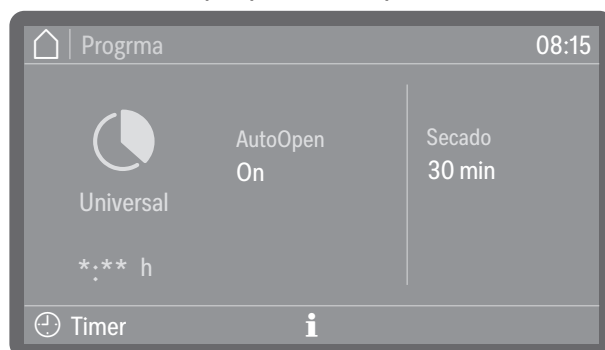 Progrma
08:15
Universal
*:** h
AutoOpen
On
Secado
30 min
Timer
i